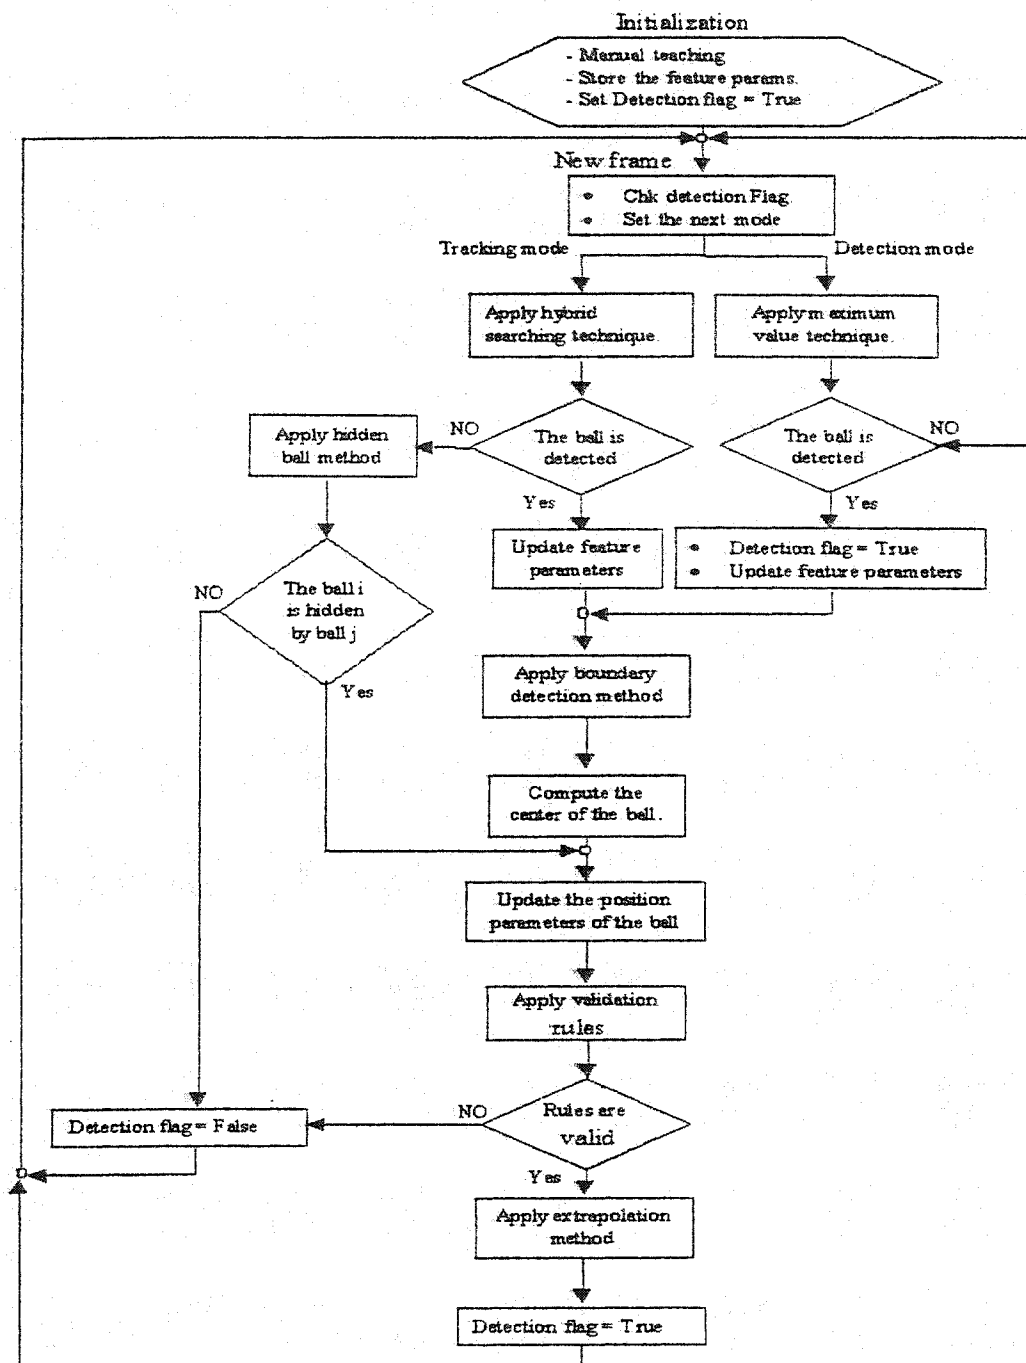 Initialization
- Manual teaching
- Store the feature params.
- Set Detection flag = True
New frame
• Chk detection Flag
• Set the next mode
Tracking mode
Detection mode
Apply hybrid
searching technique.
Apply maximum
value technique.
The ball is
detected
NO
The ball is
detected
NO
Apply hidden
ball method
Yes
Yes
Update feature
parameters
• Detection flag = True
• Update feature parameters
The ball i
is hidden
by ball j
NO
Yes
Apply boundary
detection method
Compute the
center of the ball.
Update the position
parameters of the ball
Apply validation
rules
Rules are
valid
NO
Detection flag = False
Yes
Apply extrapolation
method
Detection flag = True